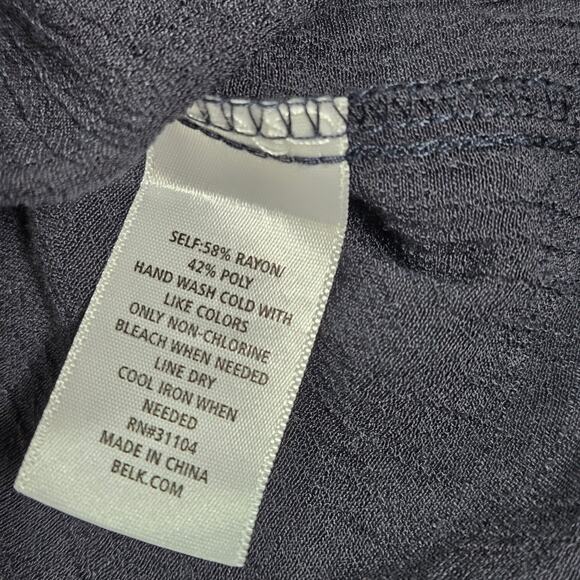 SELF:58% RAYON/
42% POLY
HAND WASH COLD WITH
LIKE COLORS
ONLY NON-CHLORINE
BLEACH WHEN NEEDED
LINE DRY
COOL IRON WHEN
NEEDED
RN#31104
MADE IN CHINA
BELK.COM